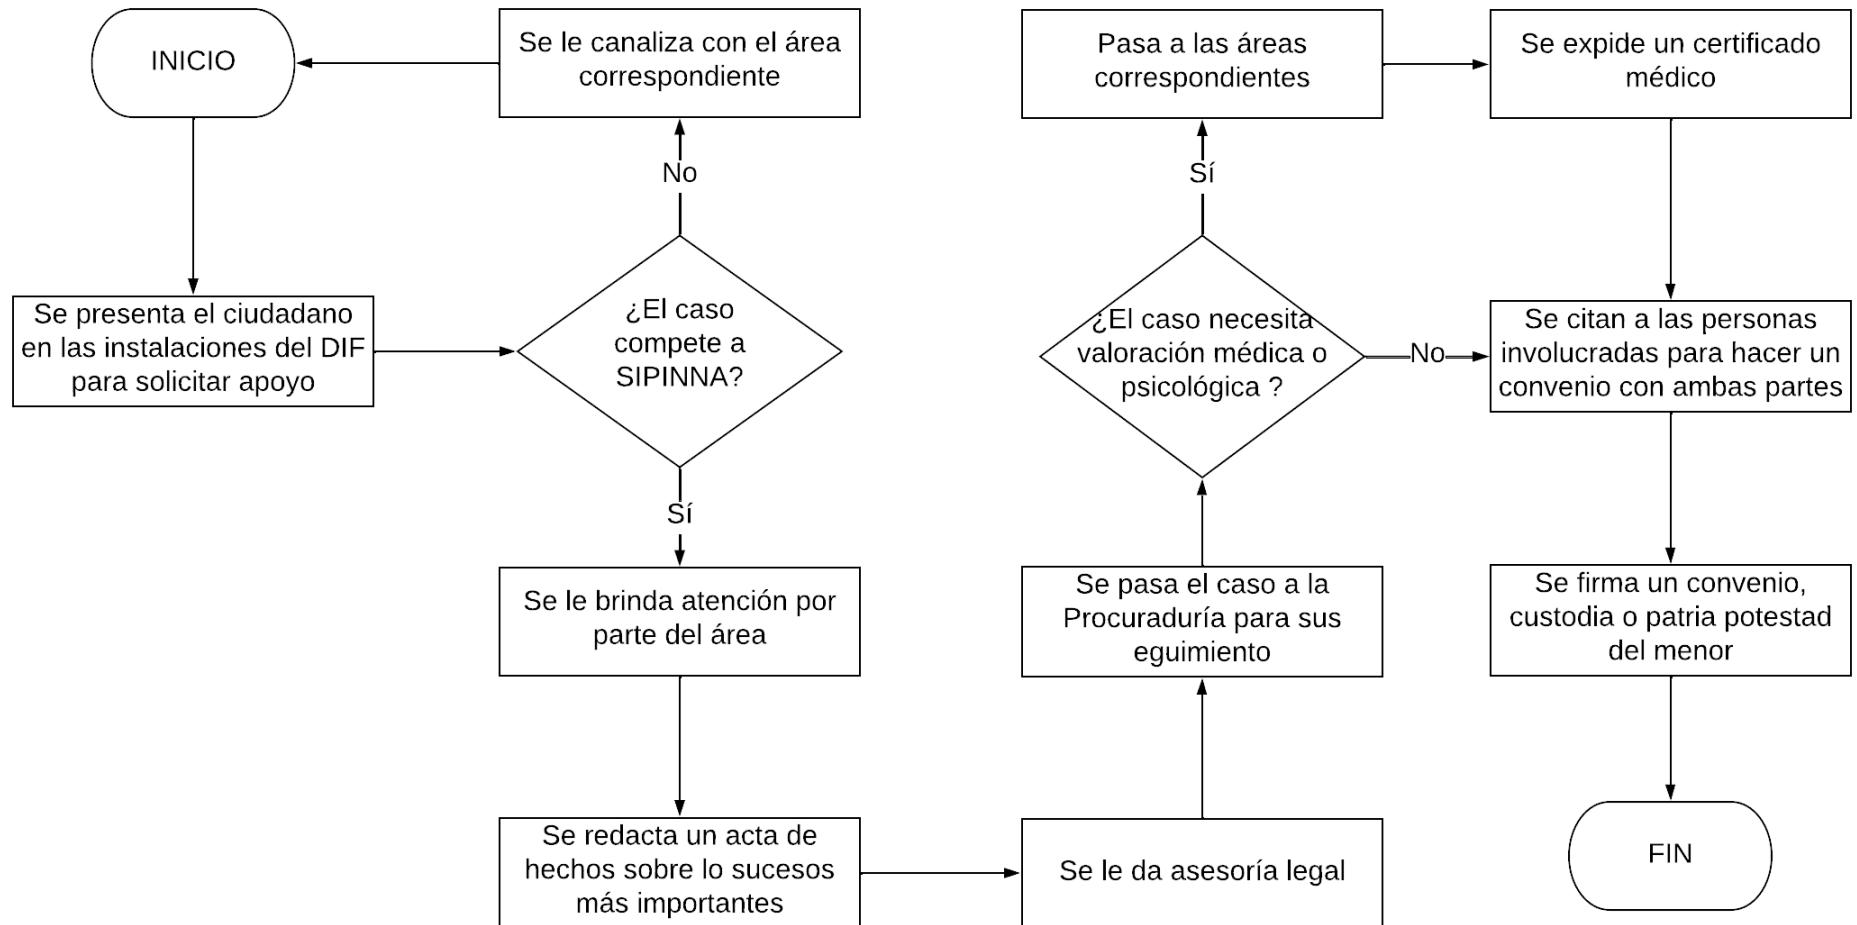 INICIO
Se le canaliza con el área
correspondiente
No
Se presenta el ciudadano
en las instalaciones del DIF
para solicitar apoyo
¿El caso
compete a
SIPINNA?
Sí
Se le brinda atención por
parte del área
Se redacta un acta de
hechos sobre lo sucesos
más importantes
Se le da asesoría legal
Se pasa el caso a la
Procuraduría para sus
eguimiento
¿El caso necesita
valoración médica o
psicológica ?
Sí
No
Pasa a las áreas
correspondientes
Se expide un certificado
médico
Se citan a las personas
involucradas para hacer un
convenio con ambas partes
Se firma un convenio,
custodia o patria potestad
del menor
FIN